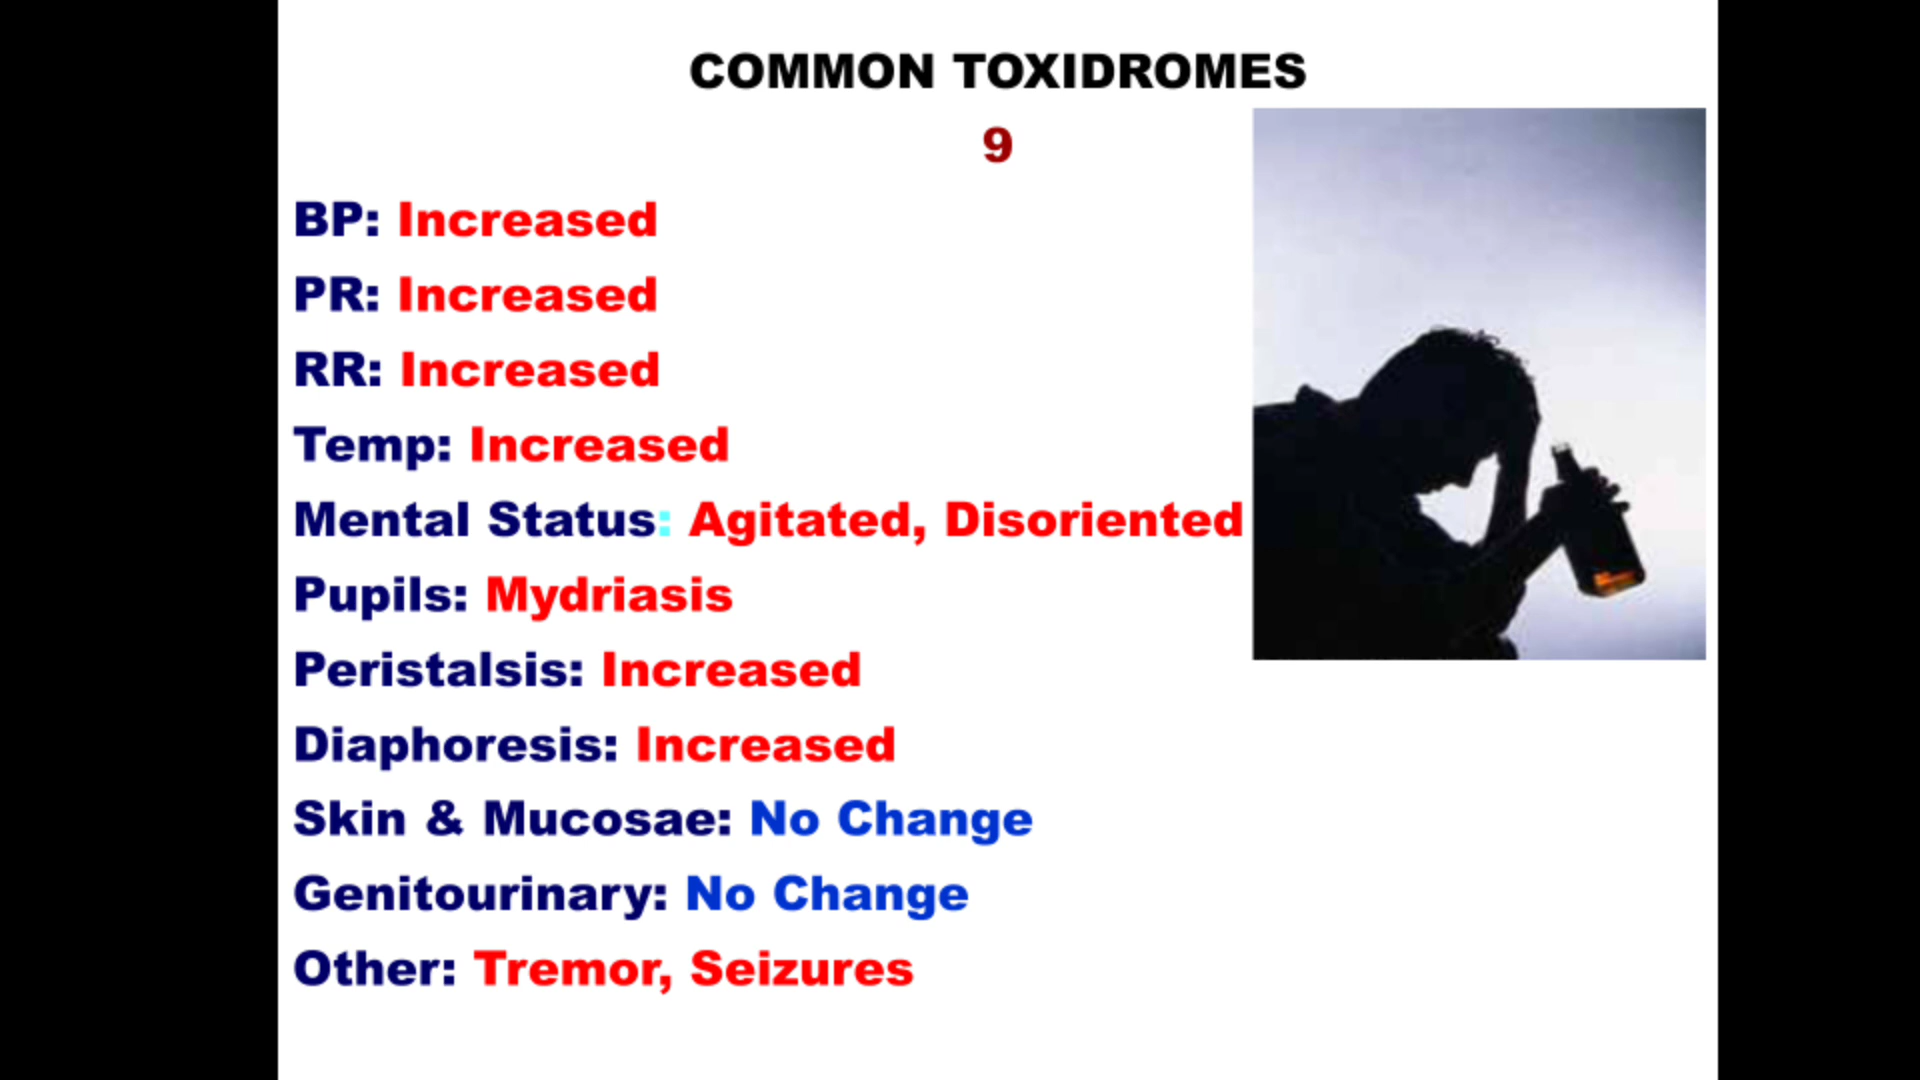 COMMON TOXIDROMES
9
BP: Increased
PR: Increased
RR: Increased
Temp: Increased
Mental Status: Agitated, Disoriented
Pupils: Mydriasis
Peristalsis: Increased
Diaphoresis: Increased
Skin & Mucosae: No Change
Genitourinary: No Change
Other: Tremor, Seizures